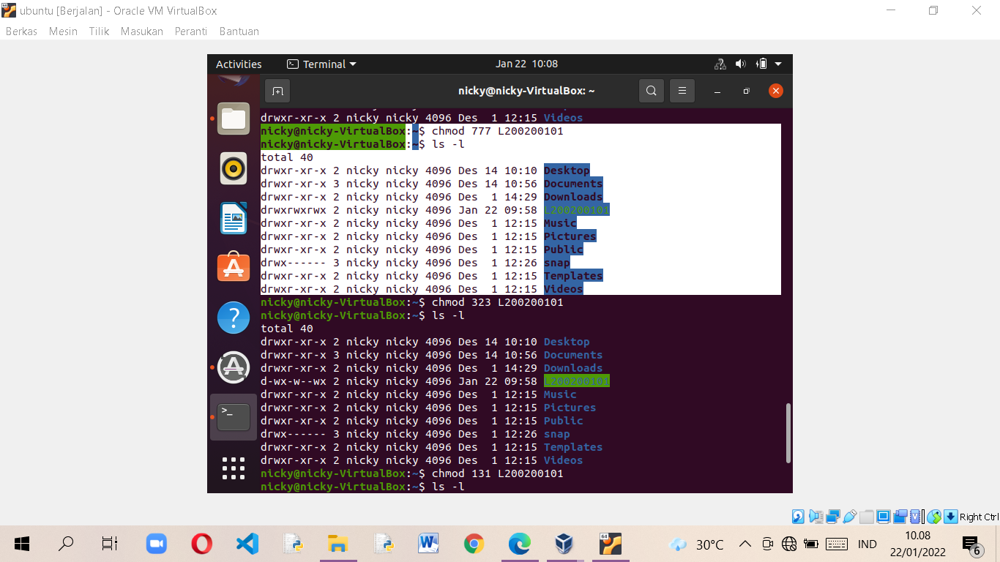 ubuntu [Berjalan] - Oracle VM VirtualBox
Berkas Mesin Tilik Masukan Peranti Bantuan
Activities Terminal Jan 22 10:08
nicky@nicky-VirtualBox: ~
drwxr-xr-x 2 nicky nicky 4096 Des  1 12:15 Videos
nicky@nicky-VirtualBox:~$ chmod 777 L200200101
nicky@nicky-VirtualBox:~$ ls -l
total 40
drwxr-xr-x 2 nicky nicky 4096 Des 14 10:10 Desktop
drwxr-xr-x 3 nicky nicky 4096 Des 14 10:56 Documents
drwxr-xr-x 2 nicky nicky 4096 Des  1 14:29 Downloads
drwxrwxrwx 2 nicky nicky 4096 Jan 22 09:58 L200200101
drwxr-xr-x 2 nicky nicky 4096 Des  1 12:15 Music
drwxr-xr-x 2 nicky nicky 4096 Des  1 12:15 Pictures
drwxr-xr-x 2 nicky nicky 4096 Des  1 12:15 Public
drwx------ 3 nicky nicky 4096 Des  1 12:26 snap
drwxr-xr-x 2 nicky nicky 4096 Des  1 12:15 Templates
drwxr-xr-x 2 nicky nicky 4096 Des  1 12:15 Videos
nicky@nicky-VirtualBox:~$ chmod 323 L200200101
nicky@nicky-VirtualBox:~$ ls -l
total 40
drwxr-xr-x 2 nicky nicky 4096 Des 14 10:10 Desktop
drwxr-xr-x 3 nicky nicky 4096 Des 14 10:56 Documents
drwxr-xr-x 2 nicky nicky 4096 Des  1 14:29 Downloads
d-wx-w--wx 2 nicky nicky 4096 Jan 22 09:58 L200200101
drwxr-xr-x 2 nicky nicky 4096 Des  1 12:15 Music
drwxr-xr-x 2 nicky nicky 4096 Des  1 12:15 Pictures
drwxr-xr-x 2 nicky nicky 4096 Des  1 12:15 Public
drwx------ 3 nicky nicky 4096 Des  1 12:26 snap
drwxr-xr-x 2 nicky nicky 4096 Des  1 12:15 Templates
drwxr-xr-x 2 nicky nicky 4096 Des  1 12:15 Videos
nicky@nicky-VirtualBox:~$ chmod 131 L200200101
nicky@nicky-VirtualBox:~$ ls -l
Right Ctrl
30°C IND 10.08
22/01/2022
6